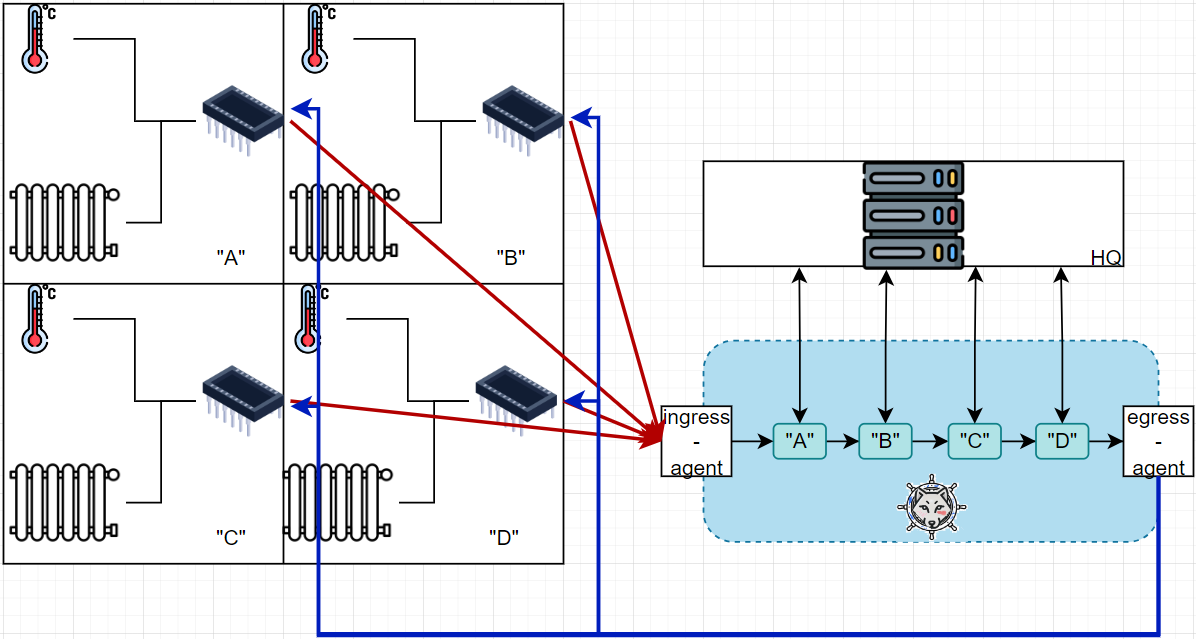 °C
°C
"A"
"B"
°C
°C
"C"
"D"
HQ
ingress
-
agent
"A"
"B"
"C"
"D"
egress
-
agent